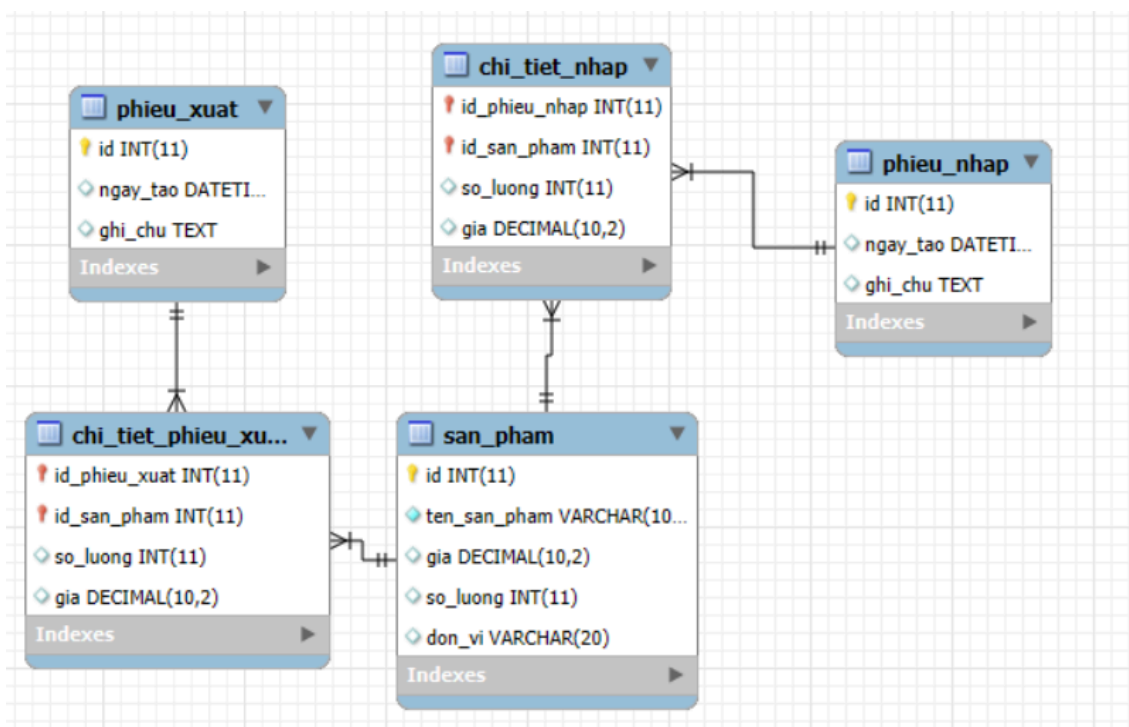 phieu_xuat
id INT(11)
ngay_tao DATETI...
ghi_chu TEXT
Indexes
chi_tiet_nhap
id_phieu_nhap INT(11)
id_san_pham INT(11)
so_luong INT(11)
gia DECIMAL(10,2)
Indexes
phieu_nhap
id INT(11)
ngay_tao DATETI...
ghi_chu TEXT
Indexes
chi_tiet_phieu_xu...
id_phieu_xuat INT(11)
id_san_pham INT(11)
so_luong INT(11)
gia DECIMAL(10,2)
Indexes
san_pham
id INT(11)
ten_san_pham VARCHAR(10...
gia DECIMAL(10,2)
so_luong INT(11)
don_vi VARCHAR(20)
Indexes